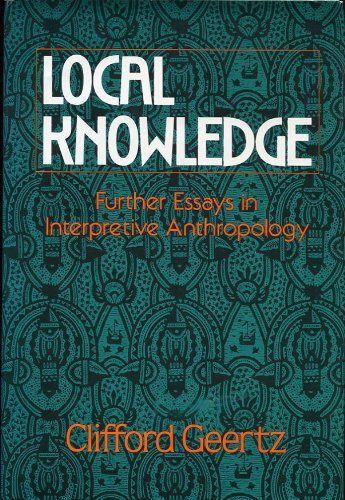 LOCAL
KNOWLEDGE
Further Essays in
Interpretive Anthropology
Clifford Geertz